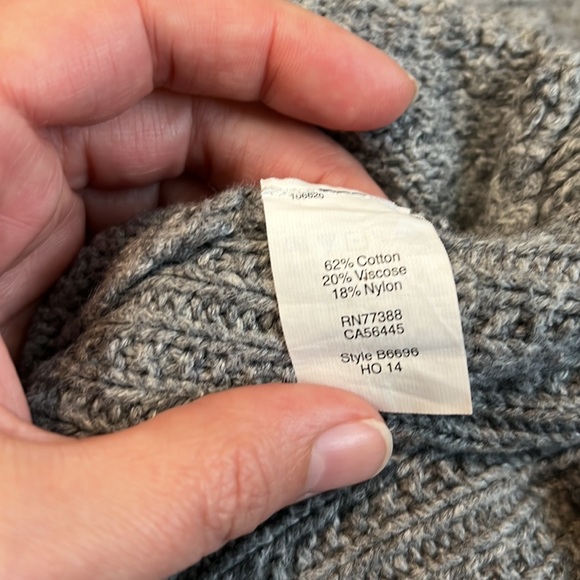 106620
62% Cotton
20% Viscose
18% Nylon
RN77388
CA56445
Style B6696
HO 14